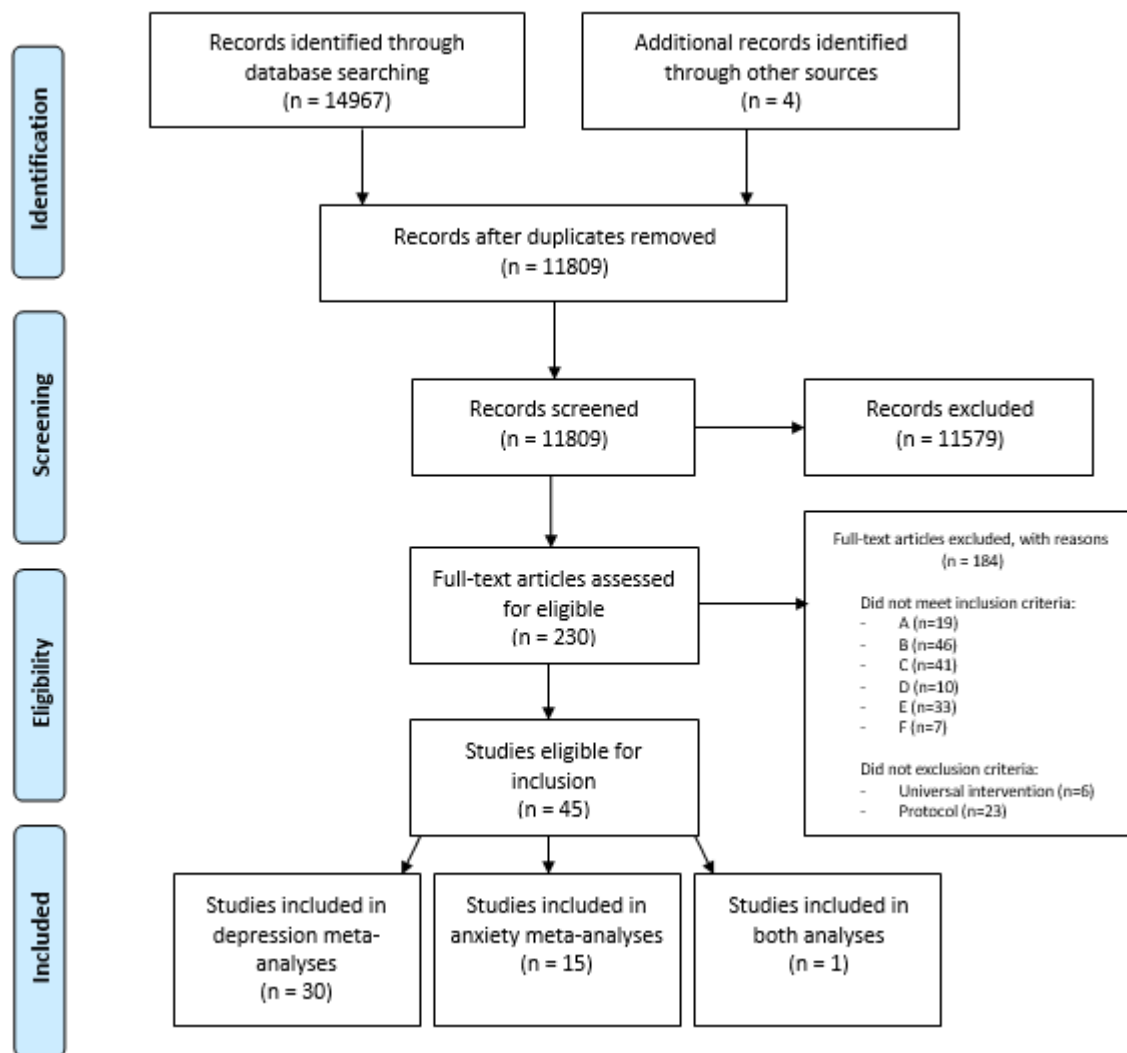 Identification
Records identified through
database searching
(n = 14967)
Additional records identified
through other sources
(n = 4)
Records after duplicates removed
(n = 11809)
Screening
Records screened
(n = 11809)
Records excluded
(n = 11579)
Eligibility
Full-text articles assessed
for eligible
(n = 230)
Full-text articles excluded, with reasons
(n = 184)
Did not meet inclusion criteria:
- A (n=19)
- B (n=46)
- C (n=41)
- D (n=10)
- E (n=33)
- F (n=7)
Did not exclusion criteria:
- Universal intervention (n=6)
- Protocol (n=23)
Studies eligible for
inclusion
(n = 45)
Included
Studies included in
depression meta-
analyses
(n = 30)
Studies included in
anxiety meta-analyses
(n = 15)
Studies included in
both analyses
(n = 1)